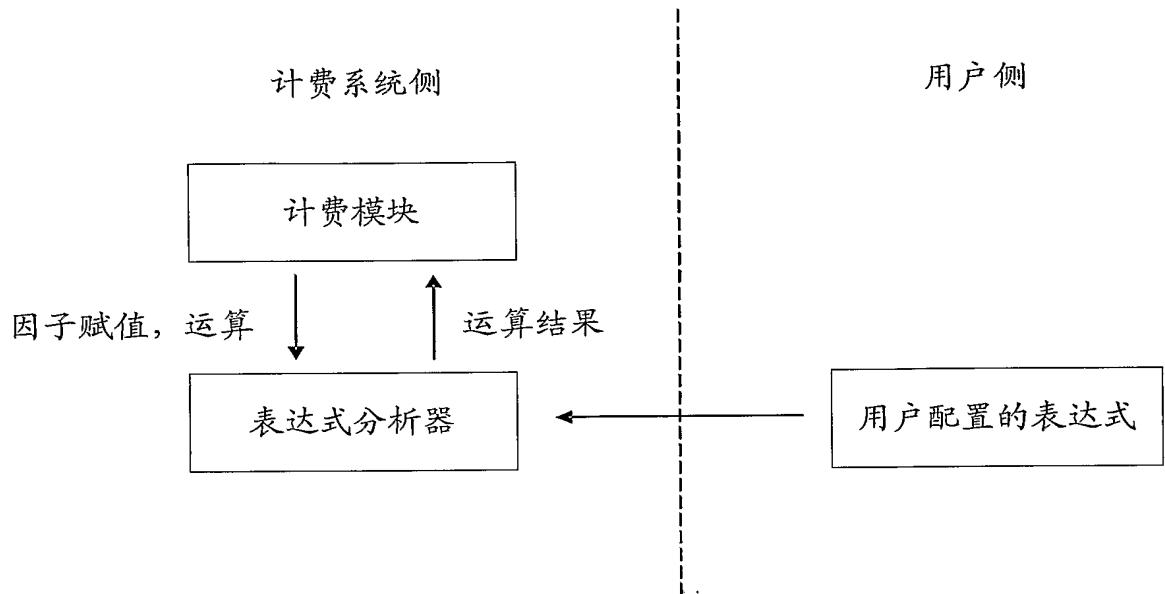 计费系统侧
用户侧
计费模块
因子赋值，运算
运算结果
表达式分析器
用户配置的表达式